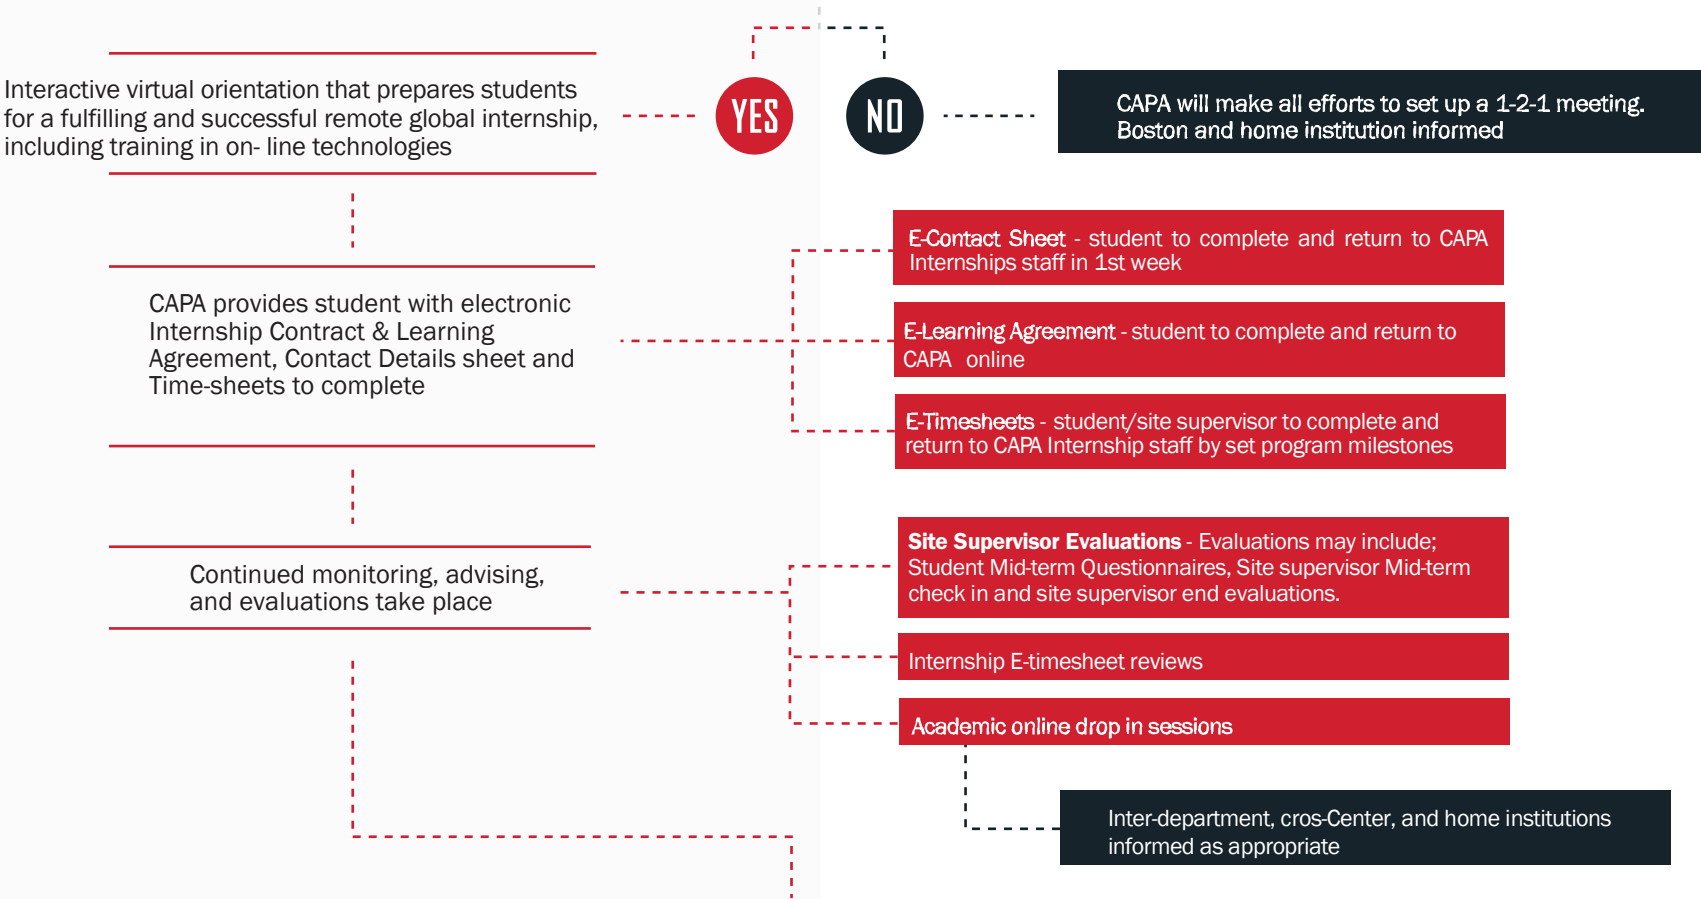 Interactive virtual orientation that prepares students
for a fulfilling and successful remote global internship,
including training in on- line technologies
YES
NO
CAPA will make all efforts to set up a 1-2-1 meeting.
Boston and home institution informed
CAPA provides student with electronic
Internship Contract & Learning
Agreement, Contact Details sheet and
Time-sheets to complete
E-Contact Sheet - student to complete and return to CAPA
Internships staff in 1st week
E-Learning Agreement - student to complete and return to
CAPA online
E-Timesheets - student/site supervisor to complete and
return to CAPA Internship staff by set program milestones
Continued monitoring, advising,
and evaluations take place
Site Supervisor Evaluations - Evaluations may include;
Student Mid-term Questionnaires, Site supervisor Mid-term
check in and site supervisor end evaluations.
Internship E-timesheet reviews
Academic online drop in sessions
Inter-department, cros-Center, and home institutions
informed as appropriate